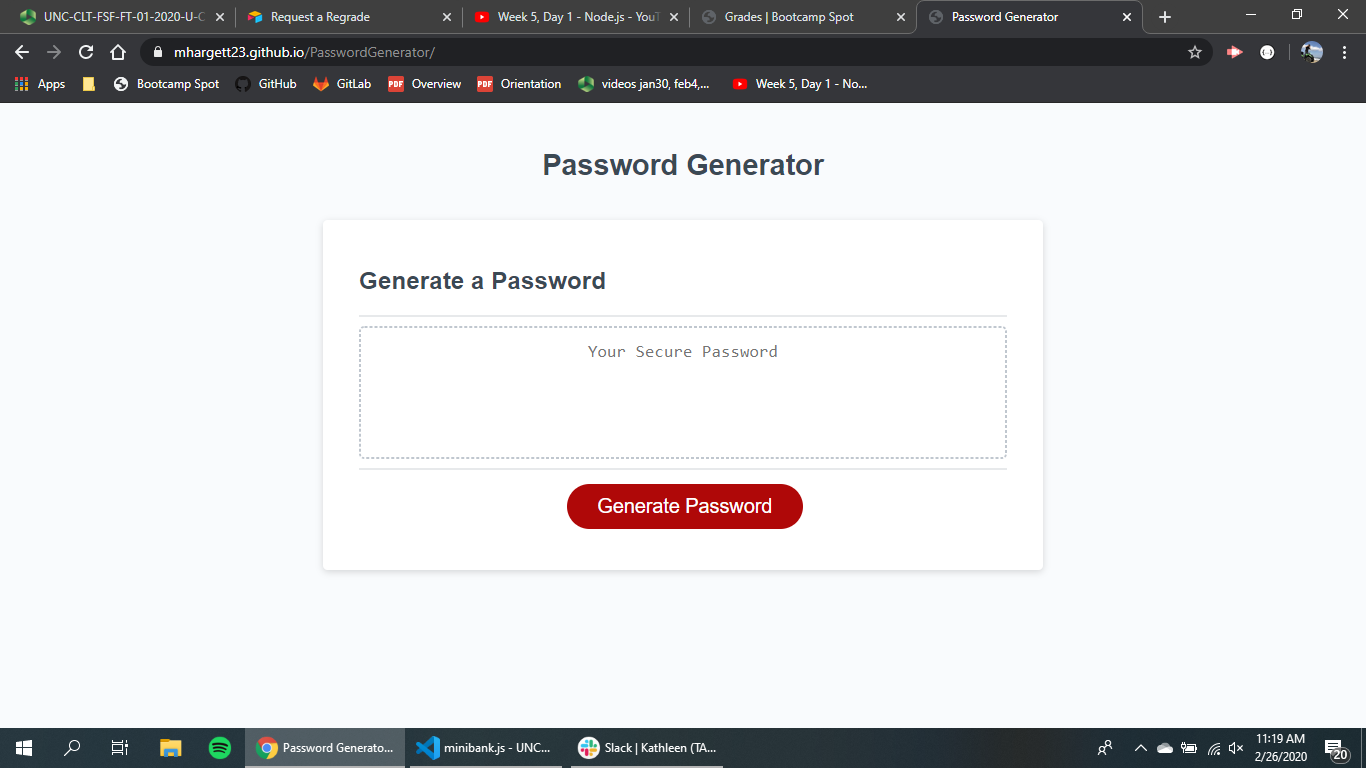 UNC-CLT-FSF-FT-01-2020-U-C
Request a Regrade
Week 5, Day 1 - Node.js - YouT
Grades | Bootcamp Spot
Password Generator
mhargett23.github.io/PasswordGenerator/
Apps
Bootcamp Spot
GitHub
GitLab
PDF Overview
PDF Orientation
videos jan30, feb4,...
Week 5, Day 1 - No...
Password Generator
Generate a Password
Your Secure Password
Generate Password
Password Generato...
minibank.js - UNC...
Slack | Kathleen (TA...
11:19 AM
2/26/2020
20